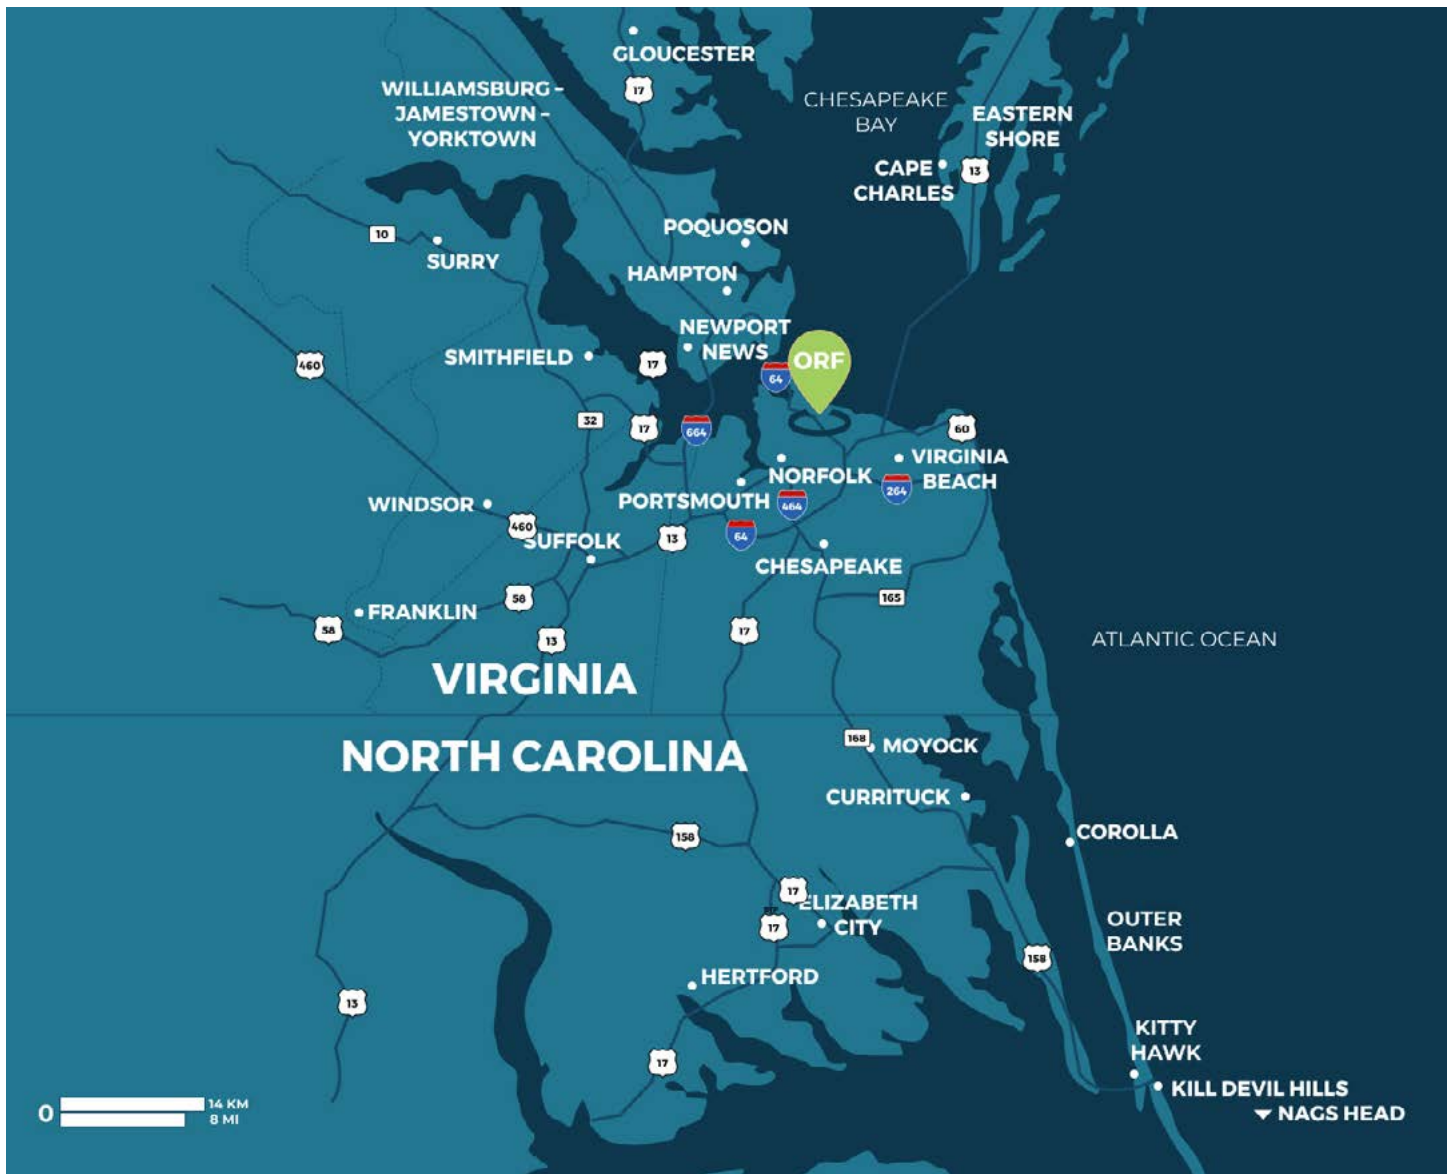 GLOUCESTER
17
WILLIAMSBURG –
JAMESTOWN –
YORKTOWN
CHESAPEAKE
BAY
EASTERN
SHORE
CAPE
CHARLES
13
10
SURRY
POQUOSON
HAMPTON
NEWPORT
NEWS
ORF
64
460
SMITHFIELD
17
32
17
664
60
NORFOLK
VIRGINIA
BEACH
264
PORTSMOUTH
464
WINDSOR
460
SUFFOLK
13
64
CHESAPEAKE
58
165
FRANKLIN
58
13
17
ATLANTIC OCEAN
VIRGINIA
NORTH CAROLINA
168
MOYOCK
CURRITUCK
158
COROLLA
17
ELIZABETH
CITY
17
OUTER
BANKS
158
HERTFORD
13
KITTY
HAWK
17
KILL DEVIL HILLS
NAGS HEAD
0
14 KM
8 MI